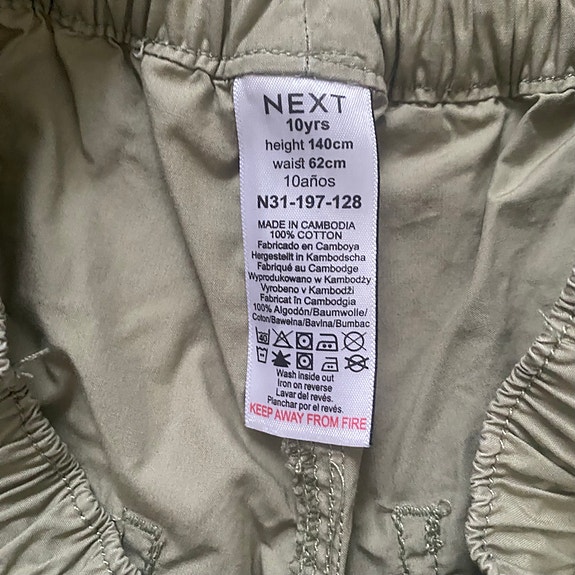 NEXT
10yrs
height 140cm
waist 62cm
10años
N31-197-128
MADE IN CAMBODIA
100% COTTON
Fabricado en Camboya
Hergestellt in Kambodscha
Fabriqué au Cambodge
Wyprodukowano w Kambodży
Vyrobeno v Kambodži
Fabricat în Cambodgia
100% Algodón/Baumwolle/
Coton/Bawełna/Bavlna/Bumbac
40
Wash inside out
Iron on reverse
Lavar del revés.
Planchar por el revés.
KEEP AWAY FROM FIRE